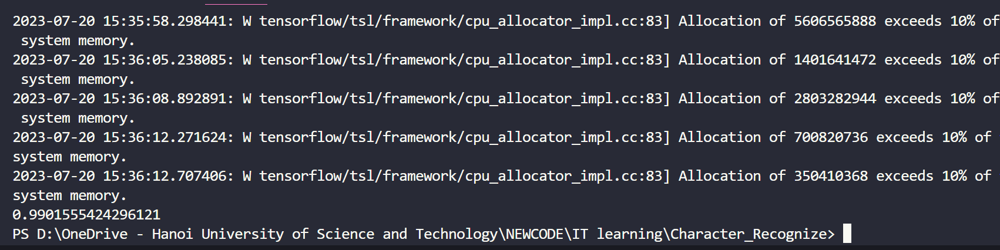 2023-07-20 15:35:58.298441: W tensorflow/tsl/framework/cpu_allocator_impl.cc:83] Allocation of 5606565888 exceeds 10% of
system memory.
2023-07-20 15:36:05.238085: W tensorflow/tsl/framework/cpu_allocator_impl.cc:83] Allocation of 1401641472 exceeds 10% of
system memory.
2023-07-20 15:36:08.892891: W tensorflow/tsl/framework/cpu_allocator_impl.cc:83] Allocation of 2803282944 exceeds 10% of
system memory.
2023-07-20 15:36:12.271624: W tensorflow/tsl/framework/cpu_allocator_impl.cc:83] Allocation of 700820736 exceeds 10% of
system memory.
2023-07-20 15:36:12.707406: W tensorflow/tsl/framework/cpu_allocator_impl.cc:83] Allocation of 350410368 exceeds 10% of
system memory.
0.9901555424296121
PS D:\OneDrive - Hanoi University of Science and Technology\NEWCODE\IT learning\Character_Recognize>